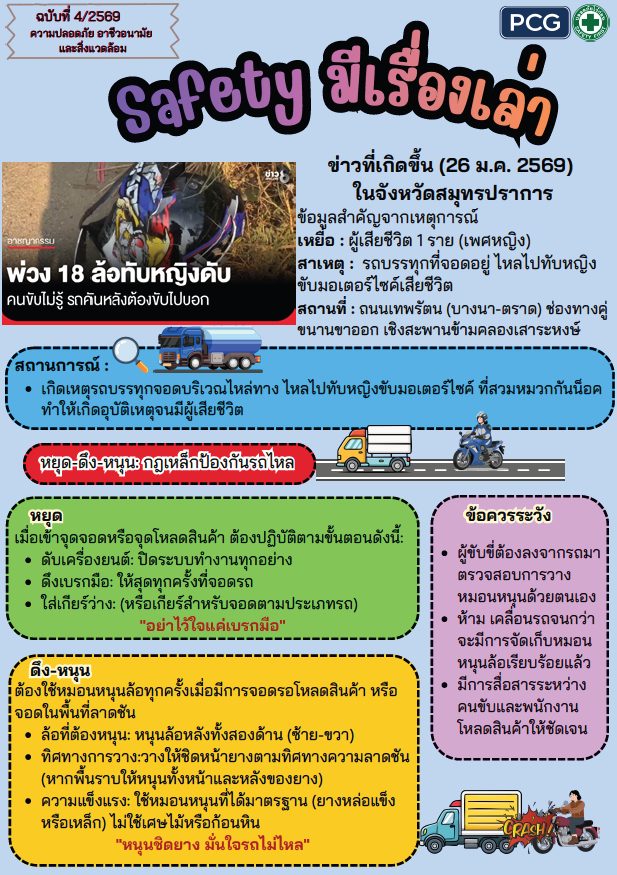 ฉบับที่ 4/2569
ความปลอดภัย อาชีวอนามัย
และสิ่งแวดล้อม
PCG
ปลอดภัยไว้ก่อน
SAFETY FIRST
Safety มีเรื่องเล่า
ข่าว
อาชญากรรม
พ่วง 18 ล้อทับหญิงดับ
คนขับไม่รู้ รถคันหลังต้องขับไปบอก
ข่าวที่เกิดขึ้น (26 ม.ค. 2569)
ในจังหวัดสมุทรปราการ
ข้อมูลสำคัญจากเหตุการณ์
เหยื่อ : ผู้เสียชีวิต 1 ราย (เพศหญิง)
สาเหตุ : รถบรรทุกที่จอดอยู่ ไหลไปทับหญิง
ขับมอเตอร์ไซค์เสียชีวิต
สถานที่ : ถนนเทพรัตน (บางนา-ตราด) ช่องทางคู่
ขนานขาออก เชิงสะพานข้ามคลองเสาระหงษ์
สถานการณ์ :
• เกิดเหตุรถบรรทุกจอดบริเวณไหล่ทาง ไหลไปทับหญิงขับมอเตอร์ไซค์ ที่สวมหมวกกันน็อค
ทำให้เกิดอุบัติเหตุจนมีผู้เสียชีวิต
หยุด-ดึง-หนุน: กฎเหล็กป้องกันรถไหล
หยุด
เมื่อเข้าจุดจอดหรือจุดโหลดสินค้า ต้องปฏิบัติตามขั้นตอนดังนี้:
• ดับเครื่องยนต์: ปิดระบบทำงานทุกอย่าง
• ดึงเบรกมือ: ให้สุดทุกครั้งที่จอดรถ
• ใส่เกียร์ว่าง: (หรือเกียร์สำหรับจอดตามประเภทรถ)
"อย่าไว้ใจแค่เบรกมือ"
ดึง-หนุน
ต้องใช้หมอนหนุนล้อทุกครั้งเมื่อมีการจอดรอโหลดสินค้า หรือ
จอดในพื้นที่ลาดชัน
• ล้อที่ต้องหนุน: หนุนล้อหลังทั้งสองด้าน (ซ้าย-ขวา)
• ทิศทางการวาง:วางให้ชิดหน้ายางตามทิศทางความลาดชัน
(หากพื้นราบให้หนุนทั้งหน้าและหลังของยาง)
• ความแข็งแรง: ใช้หมอนหนุนที่ได้มาตรฐาน (ยางหล่อแข็ง
หรือเหล็ก) ไม่ใช้เศษไม้หรือก้อนหิน
"หนุนชิดยาง มั่นใจรถไม่ไหล"
ข้อควรระวัง
• ผู้ขับขี่ต้องลงจากรถมา
ตรวจสอบการวาง
หมอนหนุนด้วยตนเอง
• ห้าม เคลื่อนรถจนกว่า
จะมีการจัดเก็บหมอน
หนุนล้อเรียบร้อยแล้ว
• มีการสื่อสารระหว่าง
คนขับและพนักงาน
โหลดสินค้าให้ชัดเจน
CRASH!